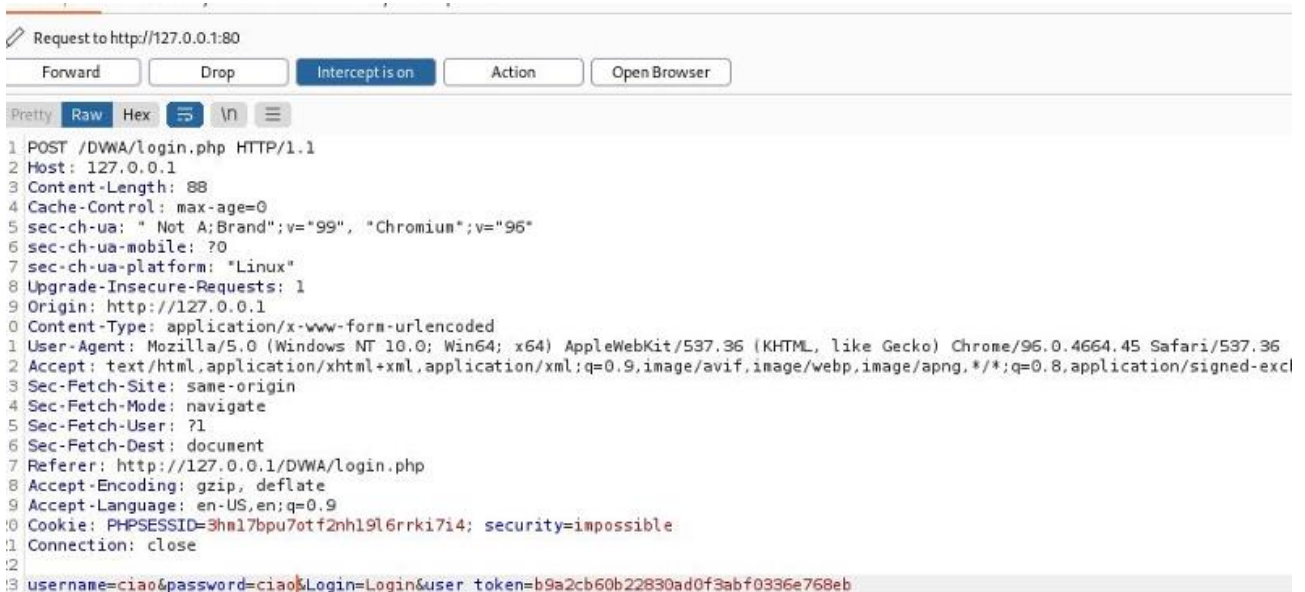 Request to http://127.0.0.1:80
Forward Drop Intercept is on Action Open Browser
Pretty Raw Hex \n
1 POST /DVWA/login.php HTTP/1.1
2 Host: 127.0.0.1
3 Content-Length: 88
4 Cache-Control: max-age=0
5 sec-ch-ua: " Not A;Brand";v="99", "Chromium";v="96"
6 sec-ch-ua-mobile: ?0
7 sec-ch-ua-platform: "Linux"
8 Upgrade-Insecure-Requests: 1
9 Origin: http://127.0.0.1
0 Content-Type: application/x-www-form-urlencoded
1 User-Agent: Mozilla/5.0 (Windows NT 10.0; Win64; x64) AppleWebKit/537.36 (KHTML, like Gecko) Chrome/96.0.4664.45 Safari/537.36
2 Accept: text/html,application/xhtml+xml,application/xml;q=0.9,image/avif,image/webp,image/apng,*/*;q=0.8,application/signed-excl
3 Sec-Fetch-Site: same-origin
4 Sec-Fetch-Mode: navigate
5 Sec-Fetch-User: ?1
6 Sec-Fetch-Dest: document
7 Referer: http://127.0.0.1/DVWA/login.php
8 Accept-Encoding: gzip, deflate
9 Accept-Language: en-US,en;q=0.9
0 Cookie: PHPSESSID=3hm17bpu7otf2nh19l6rrki7i4; security=impossible
1 Connection: close
2
3 username=ciao&password=ciao&Login=Login&user_token=b9a2cb60b22830ad0f3abf0336e768eb